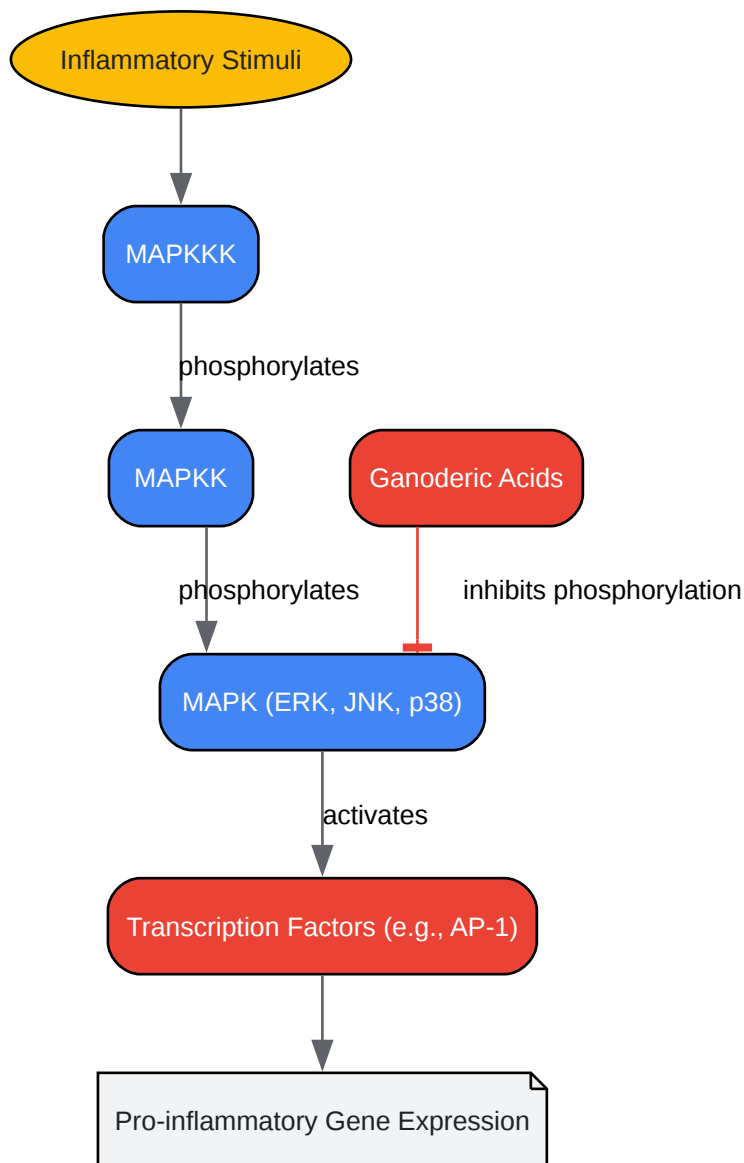 Inflammatory Stimuli
MAPKKK
phosphorylates
MAPKK
Ganoderic Acids
phosphorylates
inhibits phosphorylation
MAPK (ERK, JNK, p38)
activates
Transcription Factors (e.g., AP-1)
Pro-inflammatory Gene Expression